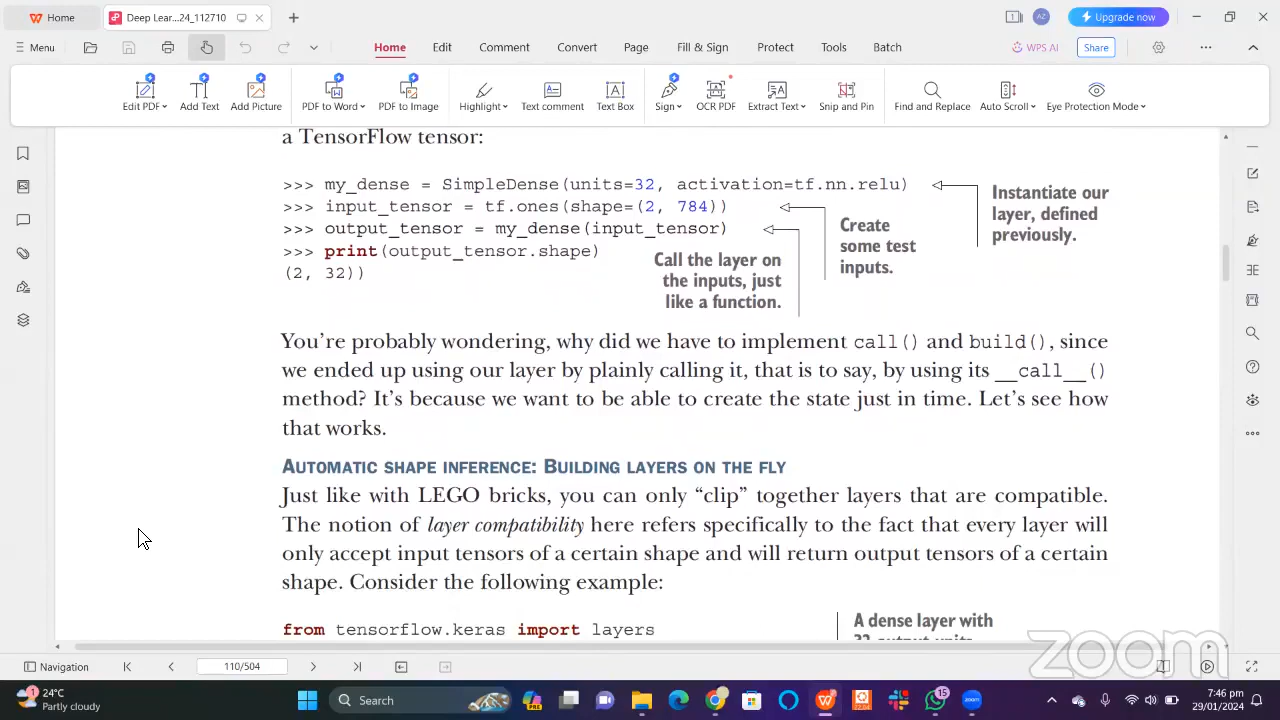 Home
Deep Lear...24_112710
AZ
Upgrade now
Menu
Home
Edit
Comment
Convert
Page
Fill & Sign
Protect
Tools
Batch
WPS AI
Share
Edit PDF
Add Text
Add Picture
PDF to Word
PDF to Image
Highlight
Text comment
Text Box
Sign
OCR PDF
Extract Text
Snip and Pin
Find and Replace
Auto Scroll
Eye Protection Mode
a TensorFlow tensor:
>>> my_dense = SimpleDense(units=32, activation=tf.nn.relu)
>>> input_tensor = tf.ones(shape=(2, 784))
>>> output_tensor = my_dense(input_tensor)
>>> print(output_tensor.shape)
(2, 32))
Instantiate our
layer, defined
previously.
Create
some test
inputs.
Call the layer on
the inputs, just
like a function.
You're probably wondering, why did we have to implement call() and build(), since
we ended up using our layer by plainly calling it, that is to say, by using its __call__()
method? It's because we want to be able to create the state just in time. Let's see how
that works.
AUTOMATIC SHAPE INFERENCE: BUILDING LAYERS ON THE FLY
Just like with LEGO bricks, you can only “clip” together layers that are compatible.
The notion of layer compatibility here refers specifically to the fact that every layer will
only accept input tensors of a certain shape and will return output tensors of a certain
shape. Consider the following example:
from tensorflow.keras import layers
A dense layer with
32 output units
zoom
Navigation
110/504
24°C
Partly cloudy
1
Search
PRE
15
zoom
7:46 pm
29/01/2024